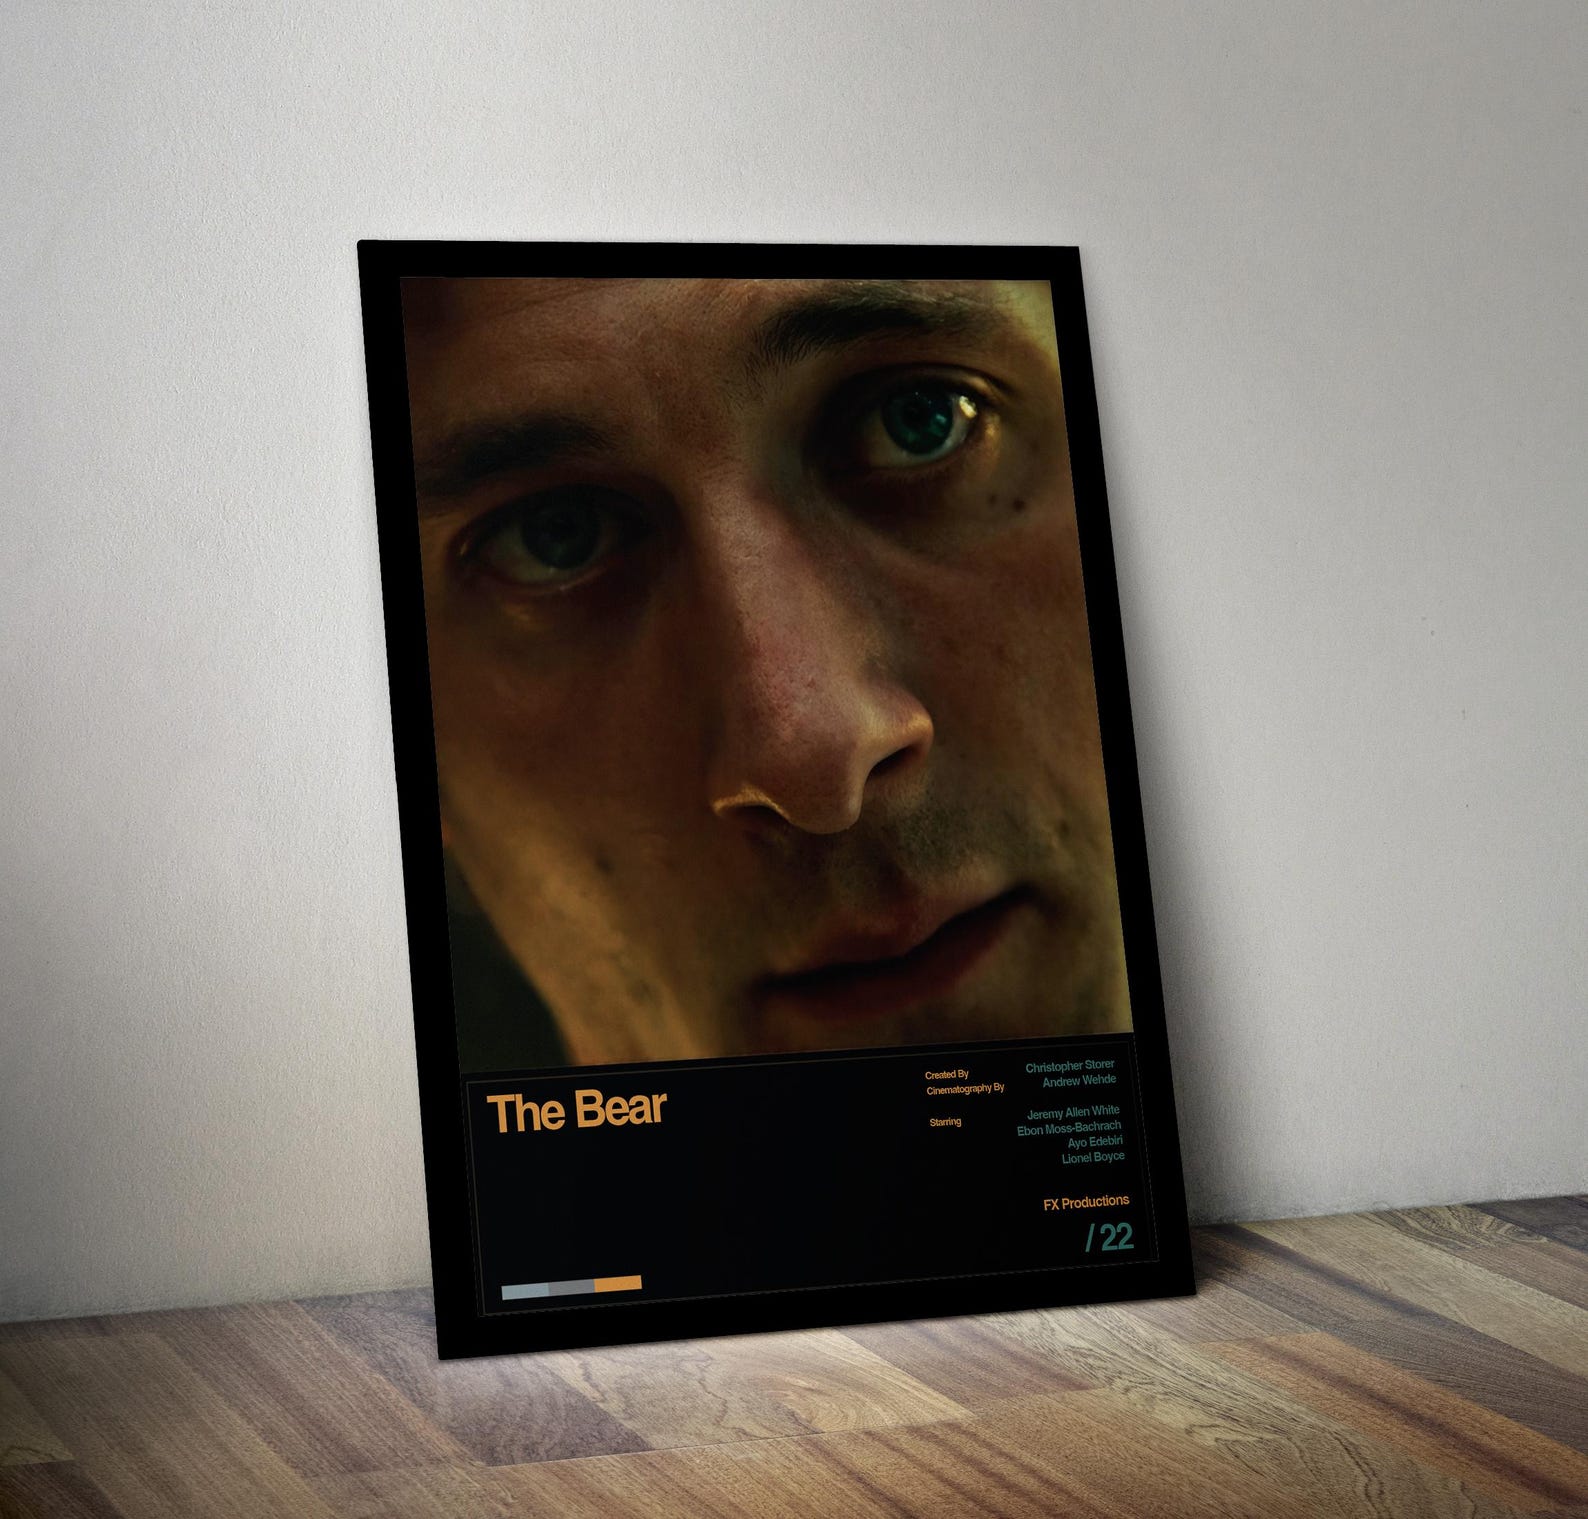 The Bear
Created By Christopher Storer
Cinematography By Andrew Wehde
Starring Jeremy Allen White
Ebon Moss-Bachrach
Ayo Edebiri
Lionel Boyce
FX Productions
/ 22